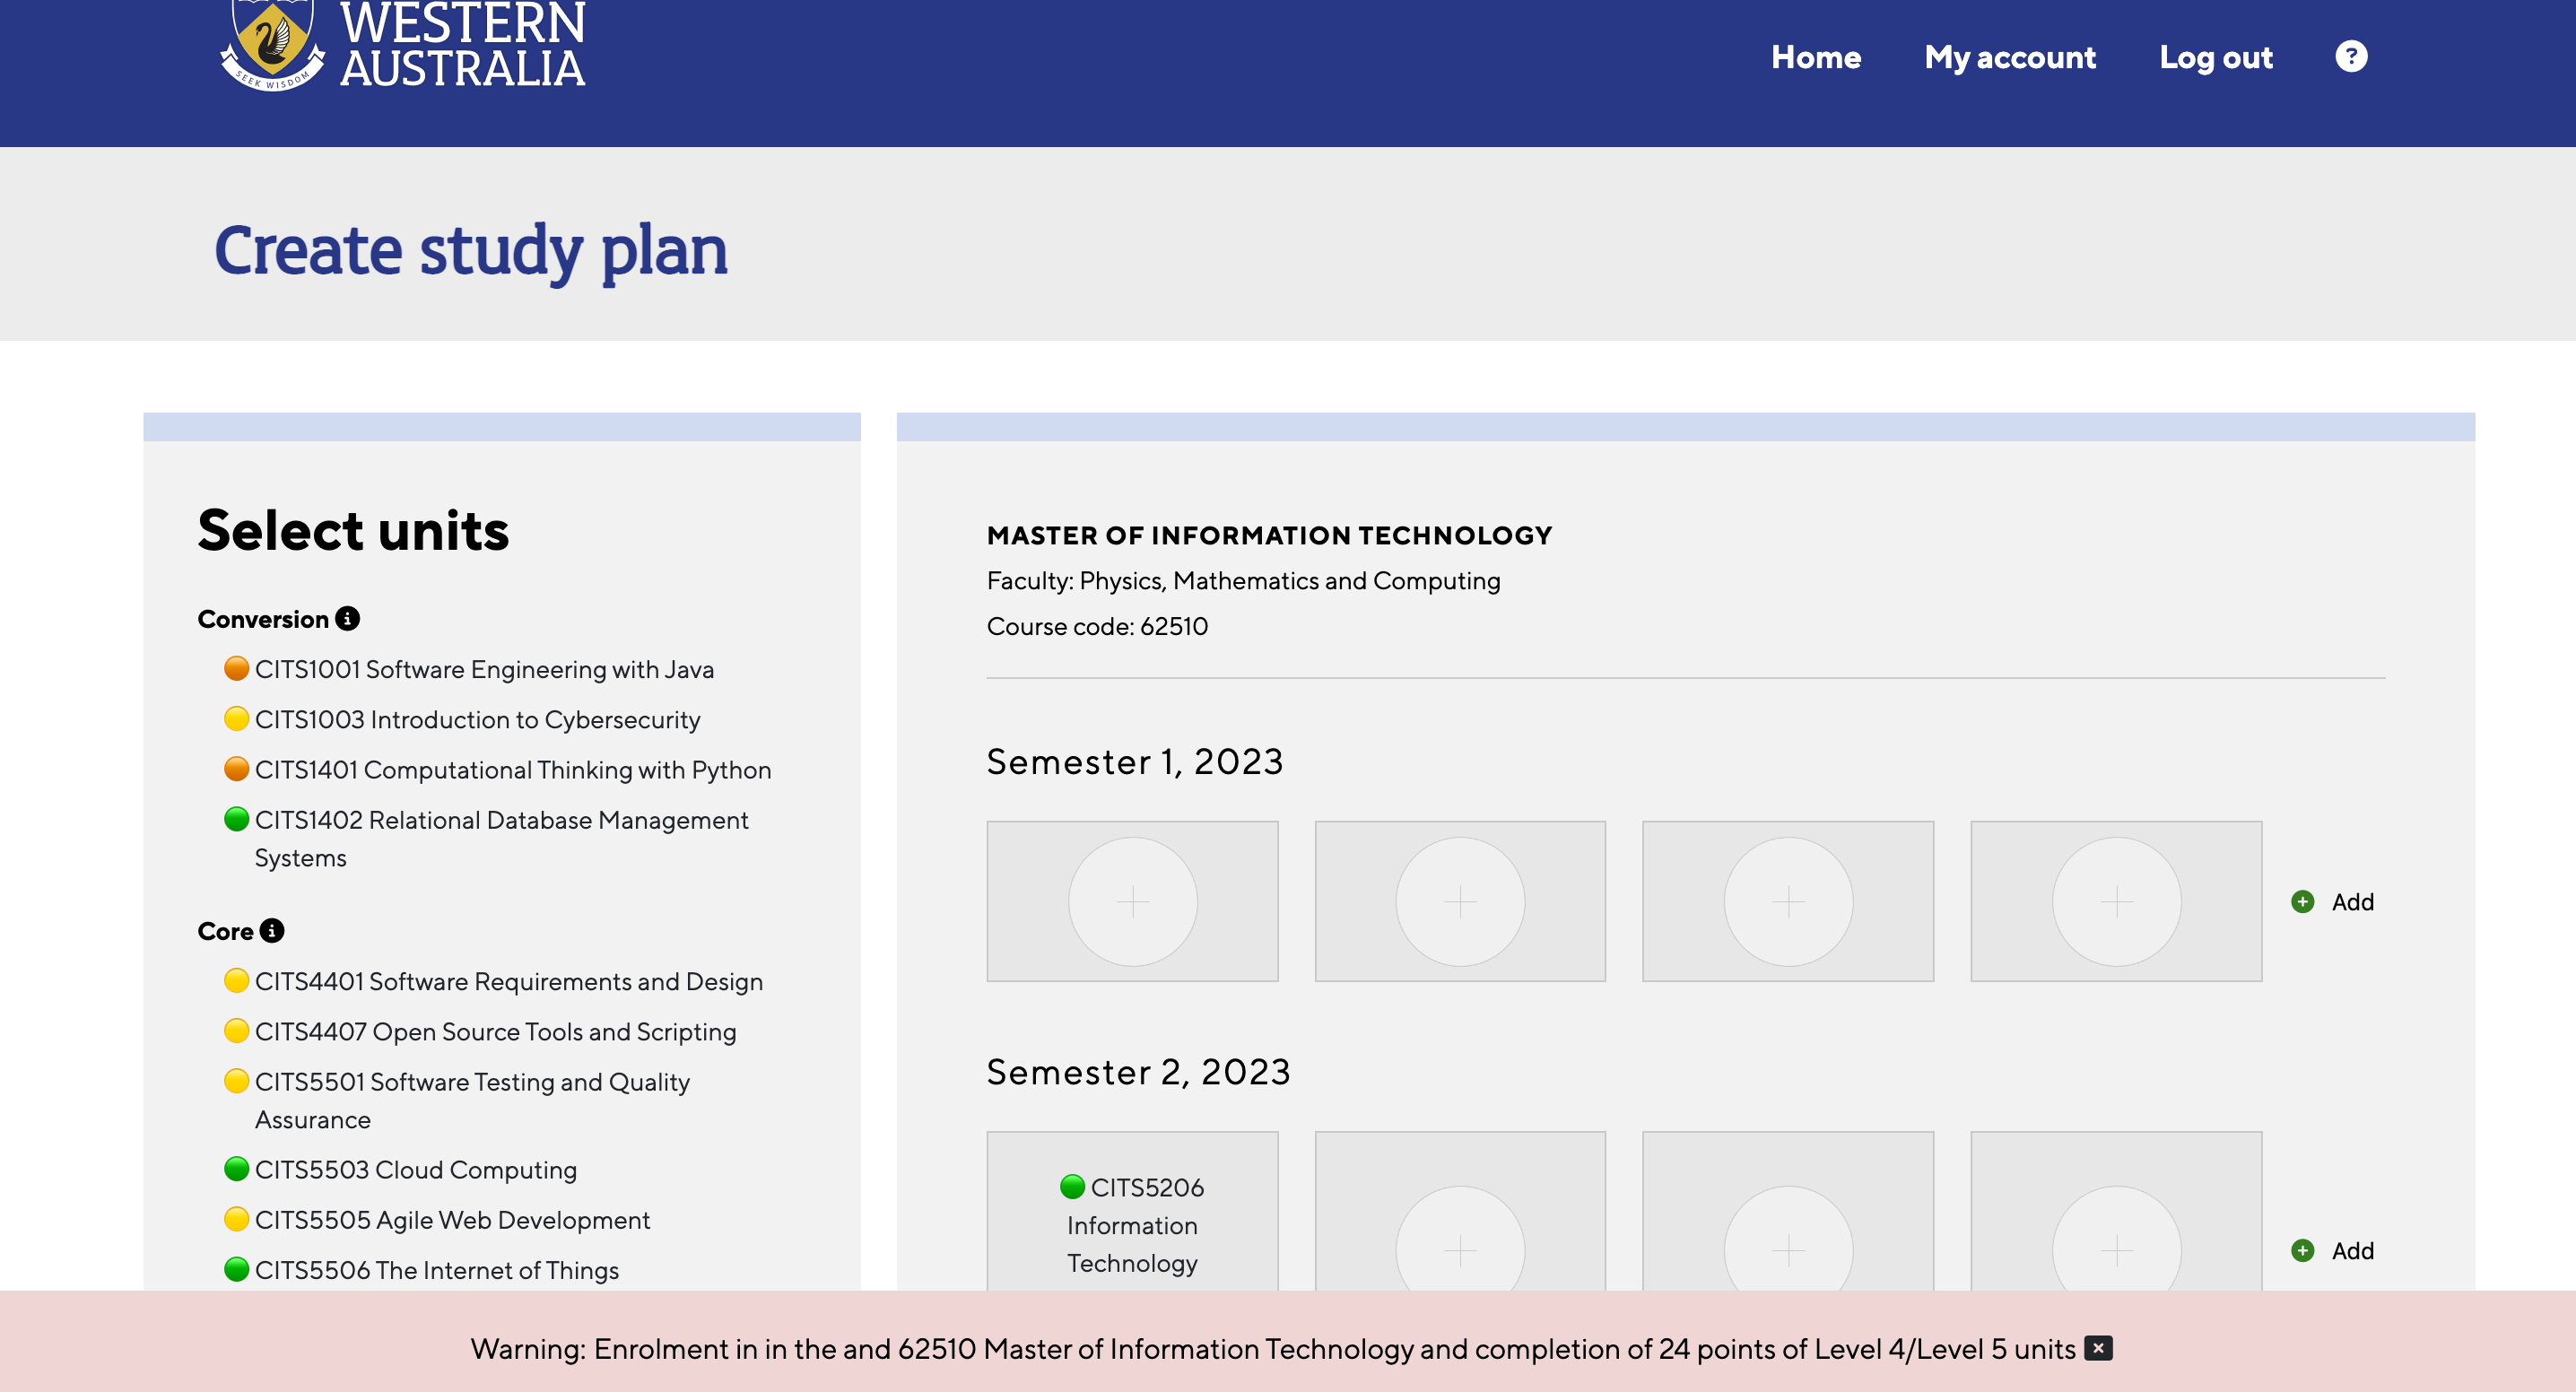 WESTERN
AUSTRALIA
SEEK WISDOM
Home My account Log out ?
Create study plan
Select units
Conversion
CITS1001 Software Engineering with Java
CITS1003 Introduction to Cybersecurity
CITS1401 Computational Thinking with Python
CITS1402 Relational Database Management
Systems
Core
CITS4401 Software Requirements and Design
CITS4407 Open Source Tools and Scripting
CITS5501 Software Testing and Quality
Assurance
CITS5503 Cloud Computing
CITS5505 Agile Web Development
CITS5506 The Internet of Things
MASTER OF INFORMATION TECHNOLOGY
Faculty: Physics, Mathematics and Computing
Course code: 62510
Semester 1, 2023
Add
Semester 2, 2023
CITS5206
Information
Technology
Add
Warning: Enrolment in in the and 62510 Master of Information Technology and completion of 24 points of Level 4/Level 5 units